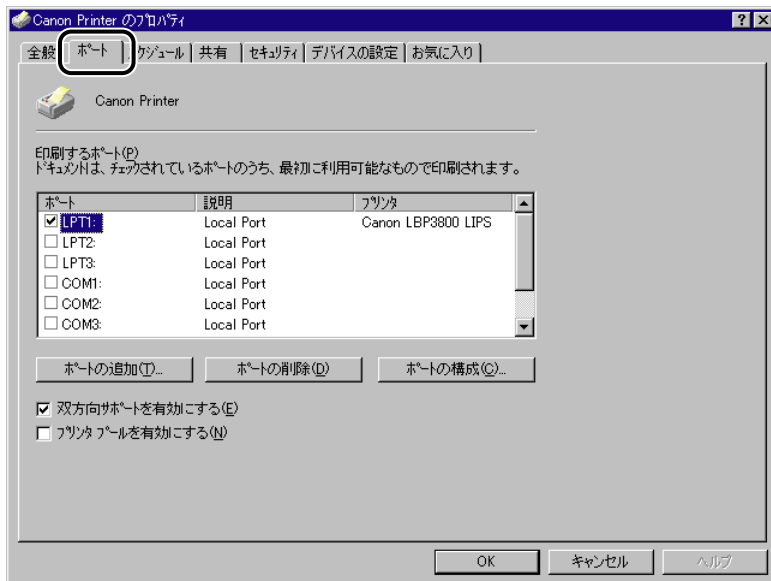 Canon Printer のプロパティ
全般 ポート スケジュール 共有 セキュリティ デバイスの設定 お気に入り
Canon Printer
印刷するポート(P)
ドキュメントは、チェックされているポートのうち、最初に利用可能なもので印刷されます。
ポート 説明 プリンタ
LPT1: Local Port Canon LBP3800 LIPS
LPT2: Local Port
LPT3: Local Port
COM1: Local Port
COM2: Local Port
COM3: Local Port
ポートの追加(T)... ポートの削除(D) ポートの構成(C)...
双方向サポートを有効にする(E)
プリンタ プールを有効にする(N)
OK キャンセル ヘルプ